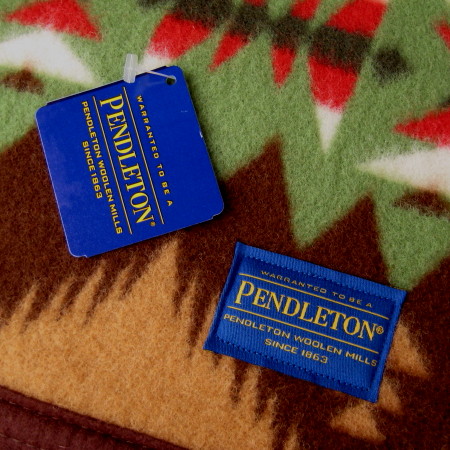 WARRANTED TO BE A
PENDLETON®
PENDLETON WOOLEN MILLS
SINCE 1863
WARRANTED TO BE A
PENDLETON®
PENDLETON WOOLEN MILLS
SINCE 1863